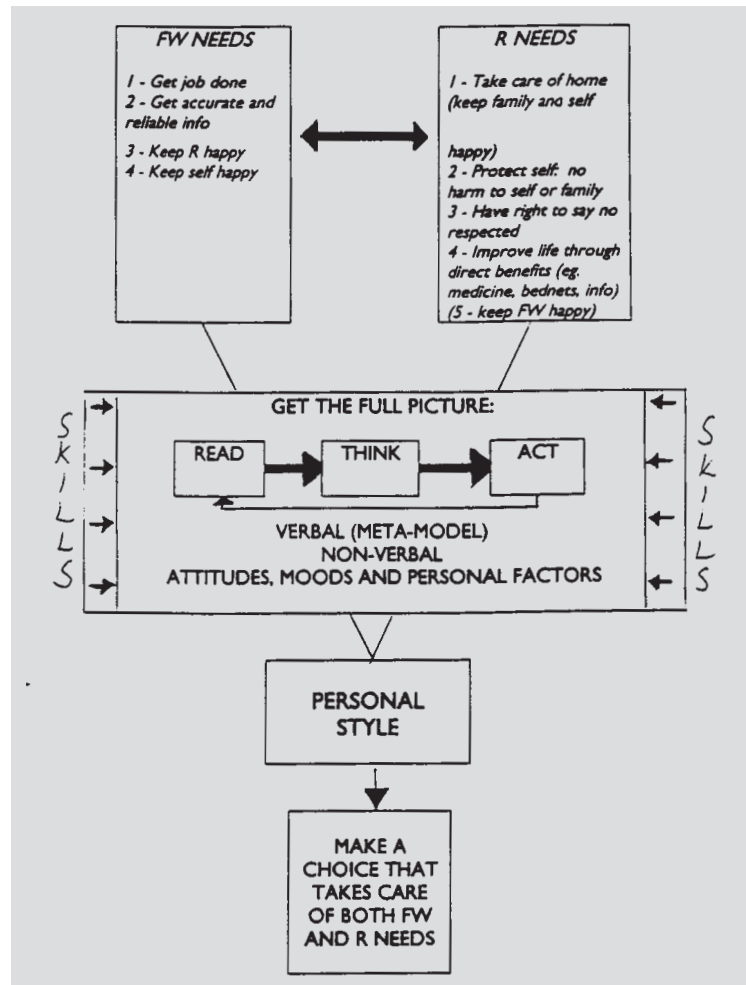 FW NEEDS
1 - Get job done
2 - Get accurate and
reliable info
3 - Keep R happy
4 - Keep self happy
R NEEDS
1 - Take care of home
(keep family and self
happy)
2 - Protect self: no
harm to self or family
3 - Have right to say no
respected
4 - Improve life through
direct benefits (eg.
medicine, bednets, info)
(5 - keep FW happy)
GET THE FULL PICTURE:
READ
THINK
ACT
VERBAL (META-MODEL)
NON-VERBAL
ATTITUDES, MOODS AND PERSONAL FACTORS
SKILLS
SKILLS
PERSONAL
STYLE
MAKE A
CHOICE THAT
TAKES CARE
OF BOTH FW
AND R NEEDS